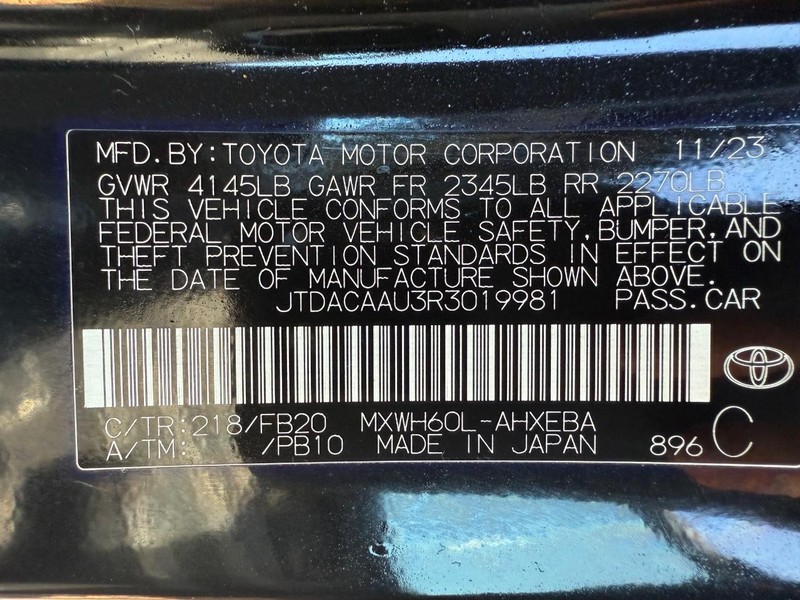 MFD.BY:TOYOTA MOTOR CORPORATION 11/23
GVWR 4145LB GAWR FR 2345LB RR 2270LB
THIS VEHICLE CONFORMS TO ALL APPLICABLE
FEDERAL MOTOR VEHICLE SAFETY,BUMPER,AND
THEFT PREVENTION STANDARDS IN EFFECT ON
THE DATE OF MANUFACTURE SHOWN ABOVE.
JTDACAAU3R3019981 PASS.CAR
C/TR:218/FB20 MXWH60L-AHXEBA
A/TM: /PB10 MADE IN JAPAN 896 C